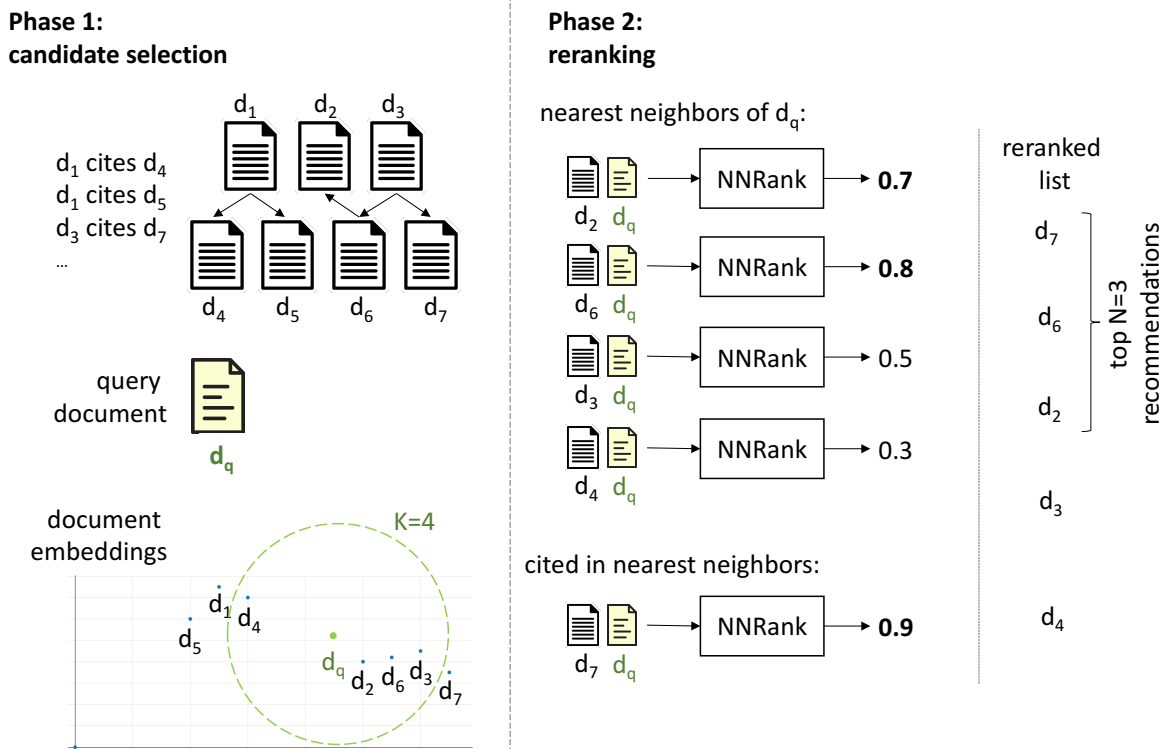 Phase 1:
candidate selection
d1 d2 d3
d1 cites d4
d1 cites d5
d3 cites d7
...
d4 d5 d6 d7
query
document
dq
document
embeddings
K=4
d1
d4
d5
dq
d2
d6
d3
d7
Phase 2:
reranking
nearest neighbors of dq:
d2 dq
NNRank
0.7
d6 dq
NNRank
0.8
d3 dq
NNRank
0.5
d4 dq
NNRank
0.3
cited in nearest neighbors:
d7 dq
NNRank
0.9
reranked
list
d7
d6
d2
d3
d4
top N=3
recommendations